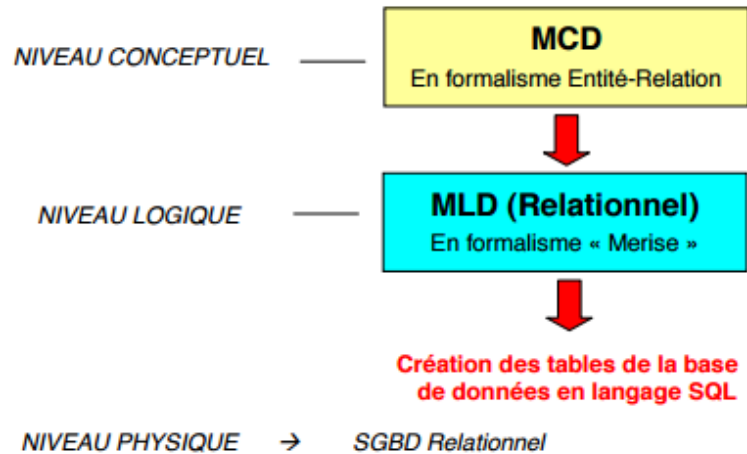 MCD
NIVEAU CONCEPTUEL
En formalisme Entité-Relation
MLD (Relationnel)
NIVEAU LOGIQUE
En formalisme « Merise »
Création des tables de la base
de données en langage SQL
NIVEAU PHYSIQUE → SGBD Relationnel